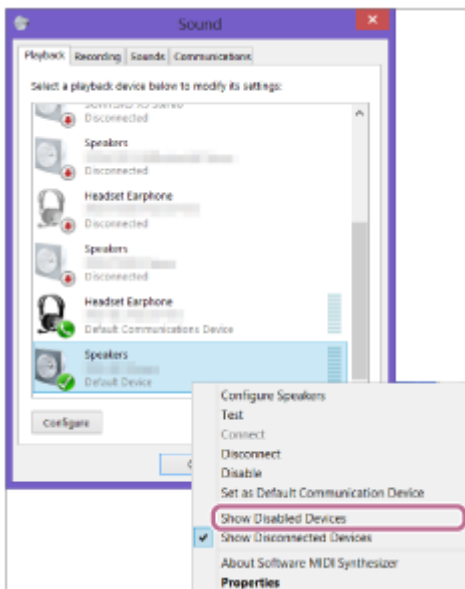 Sound
Playback Recording Sounds Communications
Select a playback device below to modify its settings:
Disconnected
Speakers
Disconnected
Headset Earphone
Disconnected
Speakers
Disconnected
Headset Earphone
Default Communications Device
Speakers
Default Device
Configure
Configure Speakers
Test
Connect
Disconnect
Disable
Set as Default Communication Device
Show Disabled Devices
Show Disconnected Devices
About Software MIDI Synthesizer
Properties